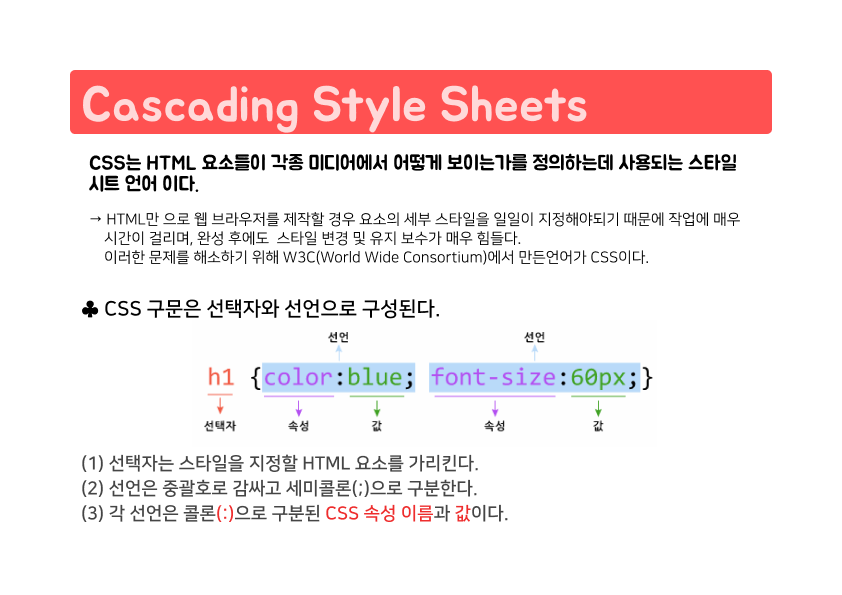 Cascading Style Sheets
CSS는 HTML 요소들이 각종 미디어에서 어떻게 보이는가를 정의하는데 사용되는 스타일
시트 언어 이다.
→ HTML만 으로 웹 브라우저를 제작할 경우 요소의 세부 스타일을 일일이 지정해야되기 때문에 작업에 매우
시간이 걸리며, 완성 후에도 스타일 변경 및 유지 보수가 매우 힘들다.
이러한 문제를 해소하기 위해 W3C(World Wide Consortium)에서 만든언어가 CSS이다.
♣ CSS 구문은 선택자와 선언으로 구성된다.
선언 선언
h1 {color:blue; font-size:60px;}
선택자 속성 값 속성 값
(1) 선택자는 스타일을 지정할 HTML 요소를 가리킨다.
(2) 선언은 중괄호로 감싸고 세미콜론(;)으로 구분한다.
(3) 각 선언은 콜론(:)으로 구분된 CSS 속성 이름과 값이다.